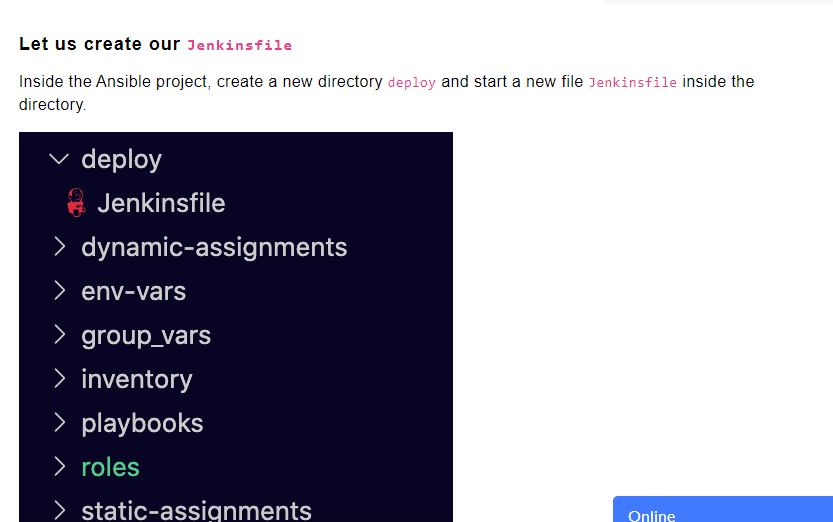 Let us create our Jenkinsfile
Inside the Ansible project, create a new directory deploy and start a new file Jenkinsfile inside the
directory.
deploy
Jenkinsfile
dynamic-assignments
env-vars
group_vars
inventory
playbooks
roles
static-assignments
Online